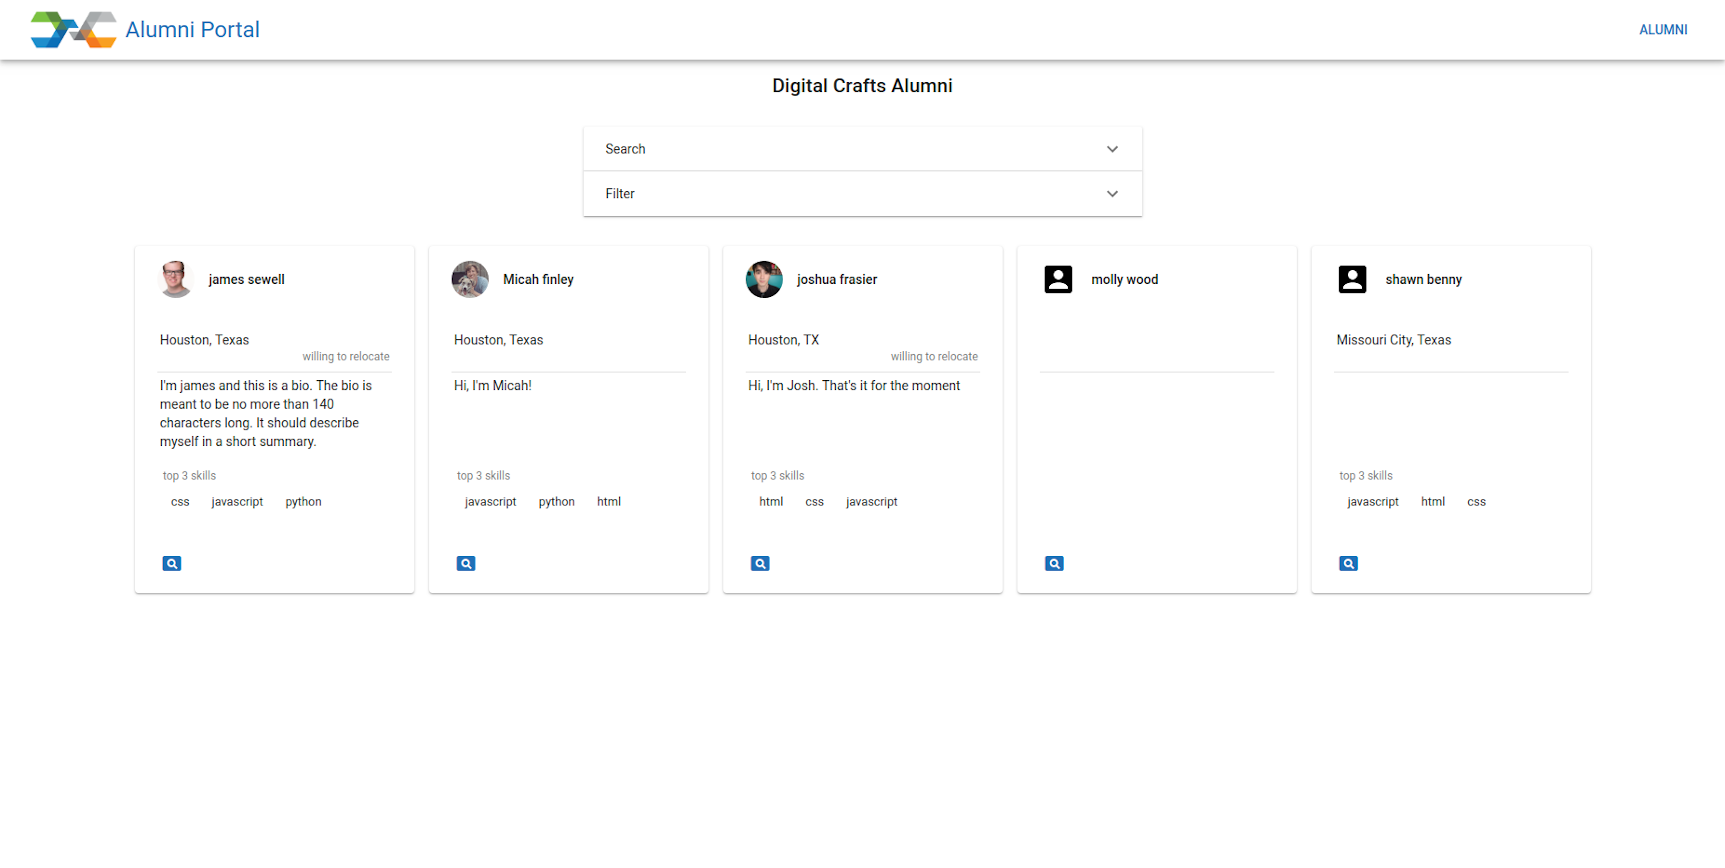 Alumni Portal
ALUMNI
Digital Crafts Alumni
Search
Filter
james sewell
Houston, Texas
willing to relocate
I'm james and this is a bio. The bio is
meant to be no more than 140
characters long. It should describe
myself in a short summary.
top 3 skills
css javascript python
Micah finley
Houston, Texas
Hi, I'm Micah!
top 3 skills
javascript python html
joshua frasier
Houston, TX
willing to relocate
Hi, I'm Josh. That's it for the moment
top 3 skills
html css javascript
molly wood
shawn benny
Missouri City, Texas
top 3 skills
javascript html css